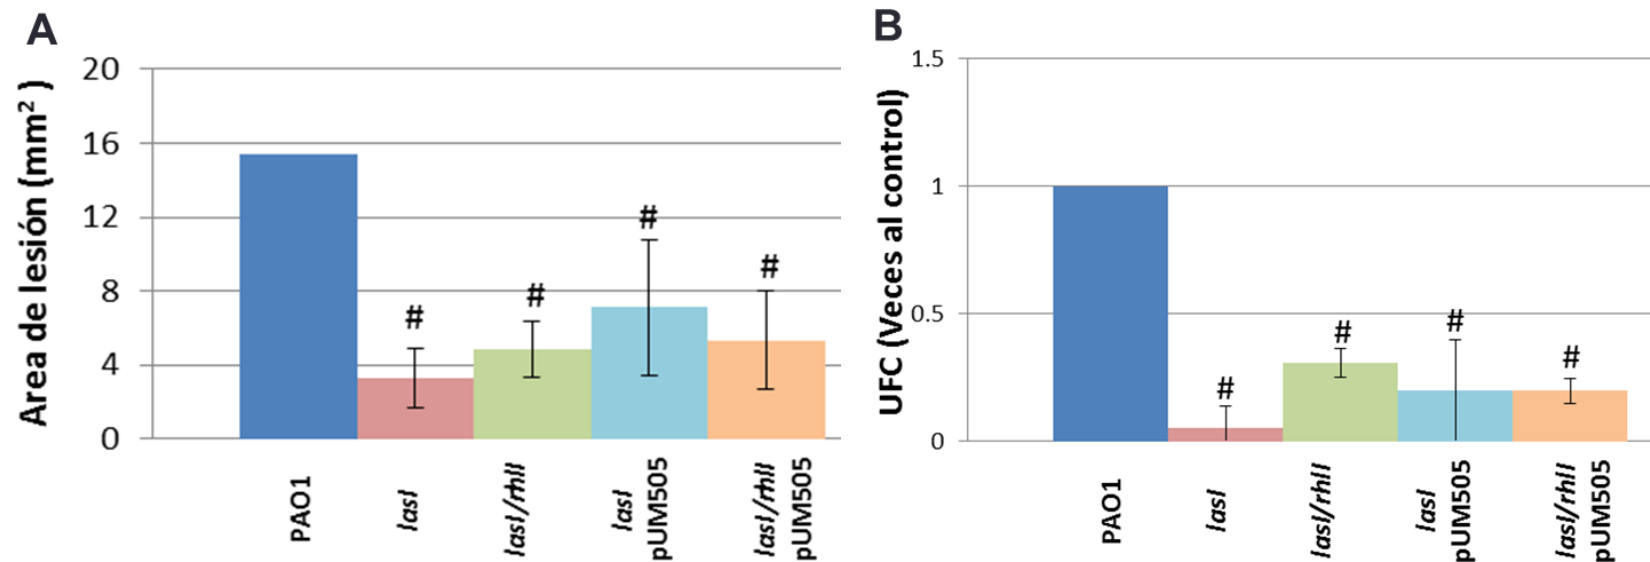 A
Area de lesión (mm²)
20
16
12
8
4
0
#
#
#
#
PAO1
lasI
lasI/rhlI
lasI
pUM505
lasI/rhlI
pUM505
B
UFC (Veces al control)
1.5
1
0.5
0
#
#
#
#
PAO1
lasI
lasI/rhlI
lasI
pUM505
lasI/rhlI
pUM505